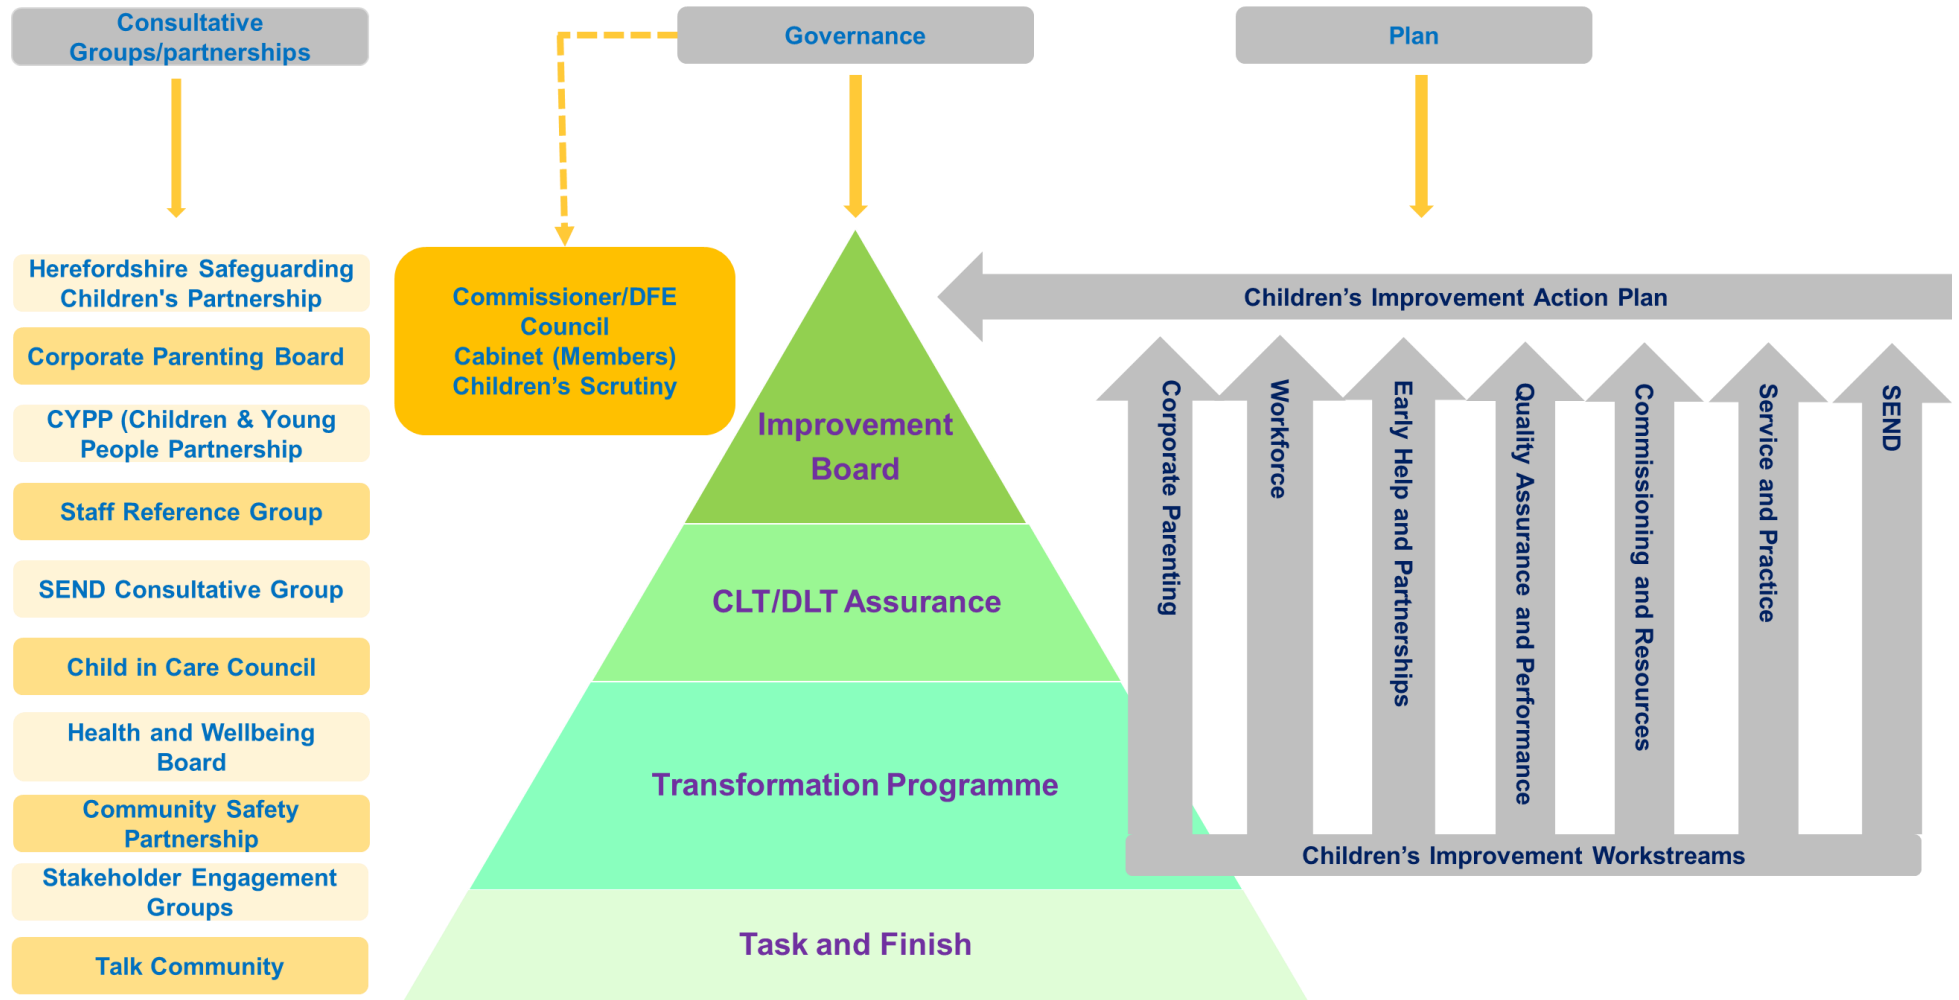 Consultative
Groups/partnerships
Herefordshire Safeguarding
Children's Partnership
Corporate Parenting Board
CYPP (Children & Young
People Partnership
Staff Reference Group
SEND Consultative Group
Child in Care Council
Health and Wellbeing
Board
Community Safety
Partnership
Stakeholder Engagement
Groups
Talk Community
Governance
Commissioner/DFE
Council
Cabinet (Members)
Children’s Scrutiny
Improvement
Board
CLT/DLT Assurance
Transformation Programme
Task and Finish
Plan
Children’s Improvement Action Plan
Corporate Parenting
Workforce
Early Help and Partnerships
Quality Assurance and Performance
Commissioning and Resources
Service and Practice
SEND
Children’s Improvement Workstreams